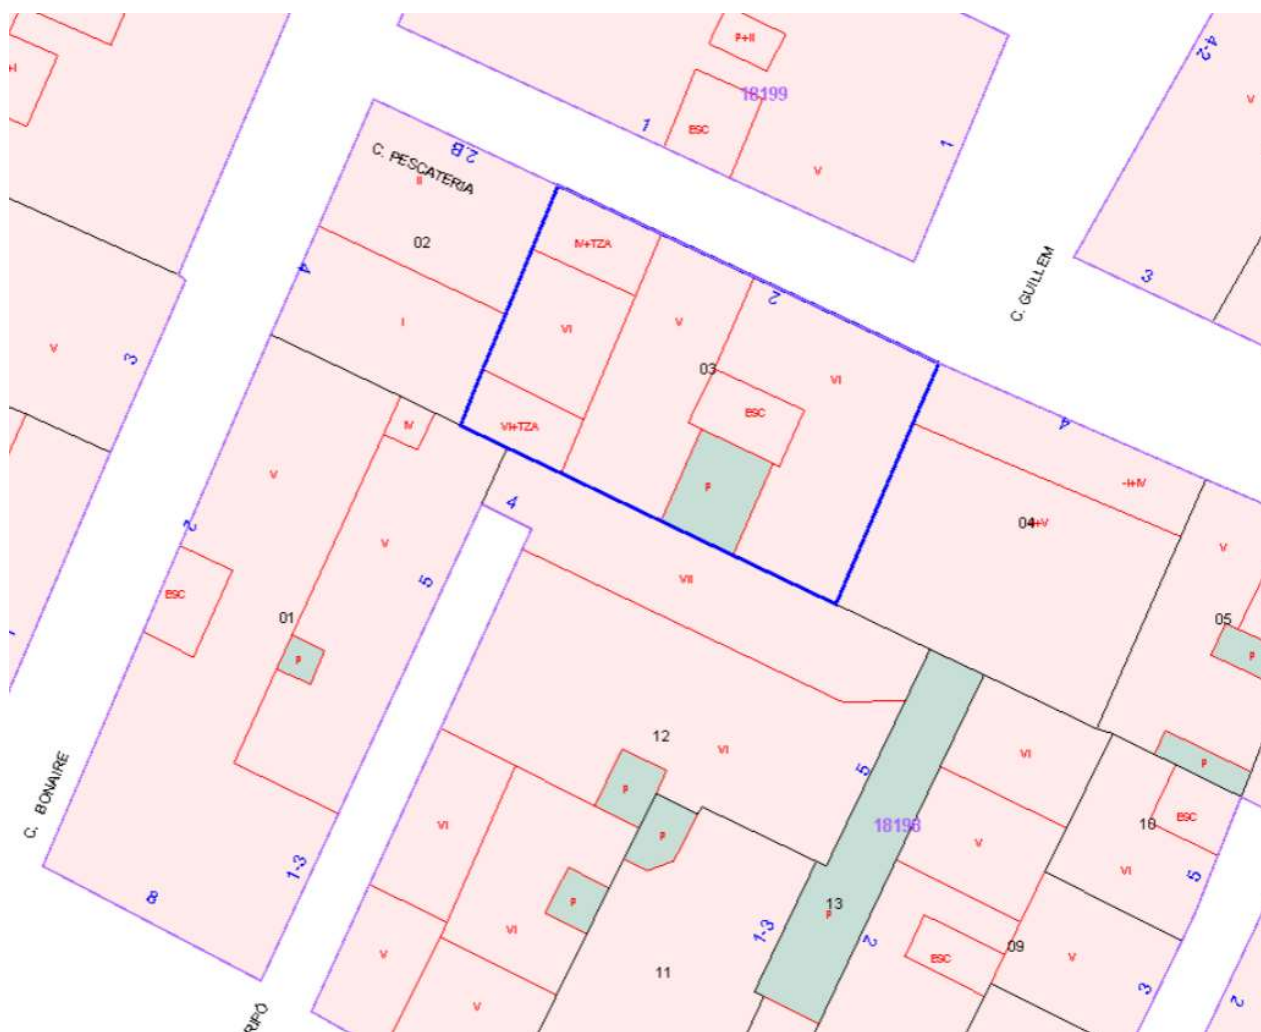 P+II
+I
18199
4-2
V
1
ESC
1
V
2.B
C. PESCATERIA
II
02
IV+TZA
C. GUILLEM
4
3
2
I
VI
V
V
3
03
VI
ESC
IV
VI+TZA
4
V
-I+IV
P
4
04
+V
2
V
V
VII
5
ESC
01
05
P
P
12
VI
VI
P
5
P
C. BONAIRE
VI
P
18198
10
ESC
V
VI
1-3
5
8
P
13
P
VI
1-3
2
09
V
ESC
V
11
3
V
2
RIPÓ